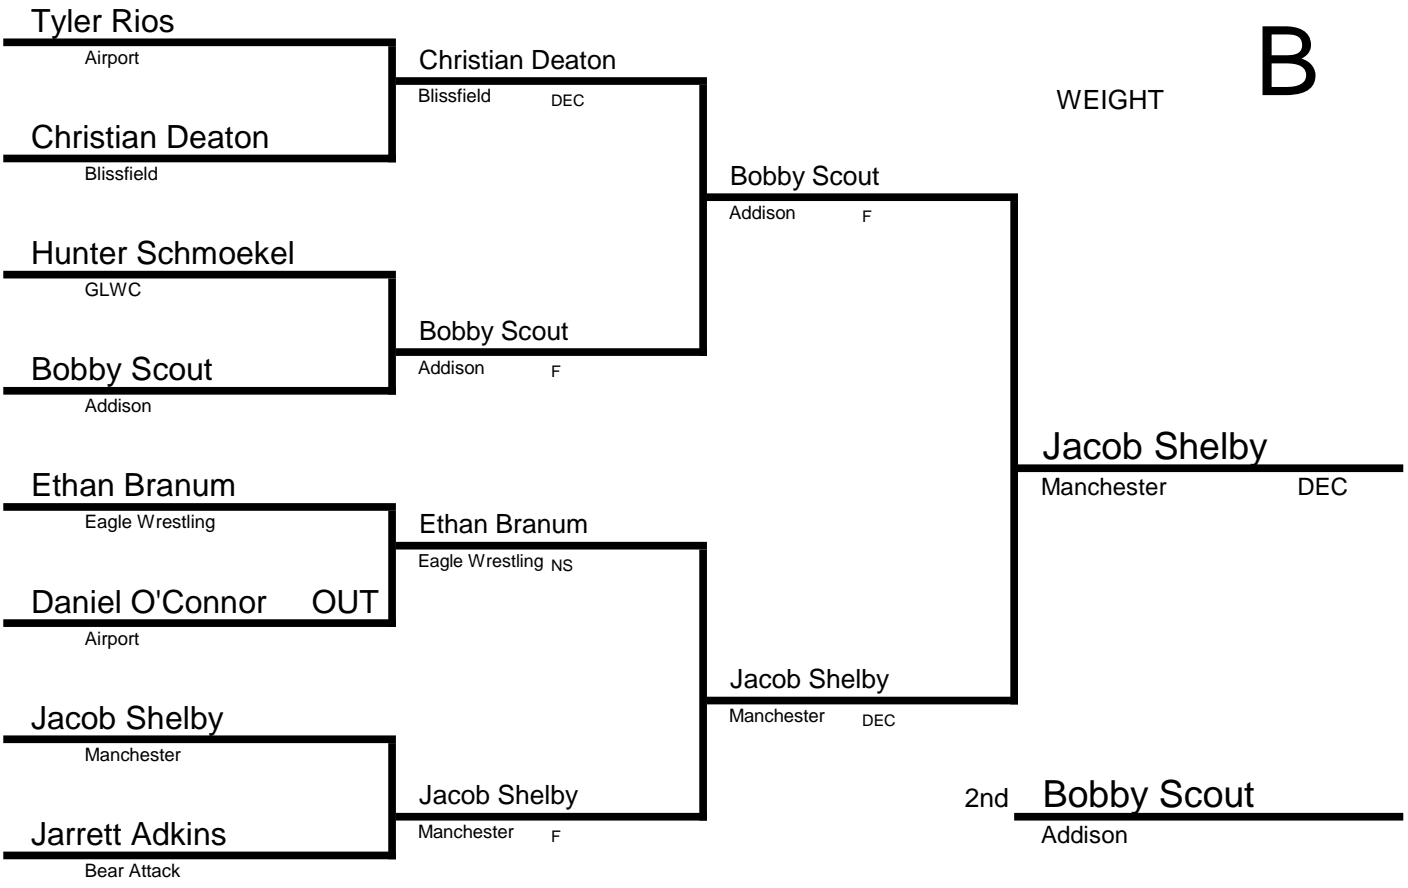 Tyler Rios
Airport
Christian Deaton
Blissfield DEC
B
WEIGHT
Christian Deaton
Blissfield
Bobby Scout
Addison F
Hunter Schmoekel
GLWC
Bobby Scout
Addison F
Bobby Scout
Addison
Jacob Shelby
Manchester DEC
Ethan Branum
Eagle Wrestling
Ethan Branum
Eagle Wrestling NS
Daniel O'Connor OUT
Airport
Jacob Shelby
Manchester DEC
Jacob Shelby
Manchester
Jacob Shelby
Manchester F
2nd Bobby Scout
Addison
Jarrett Adkins
Bear Attack